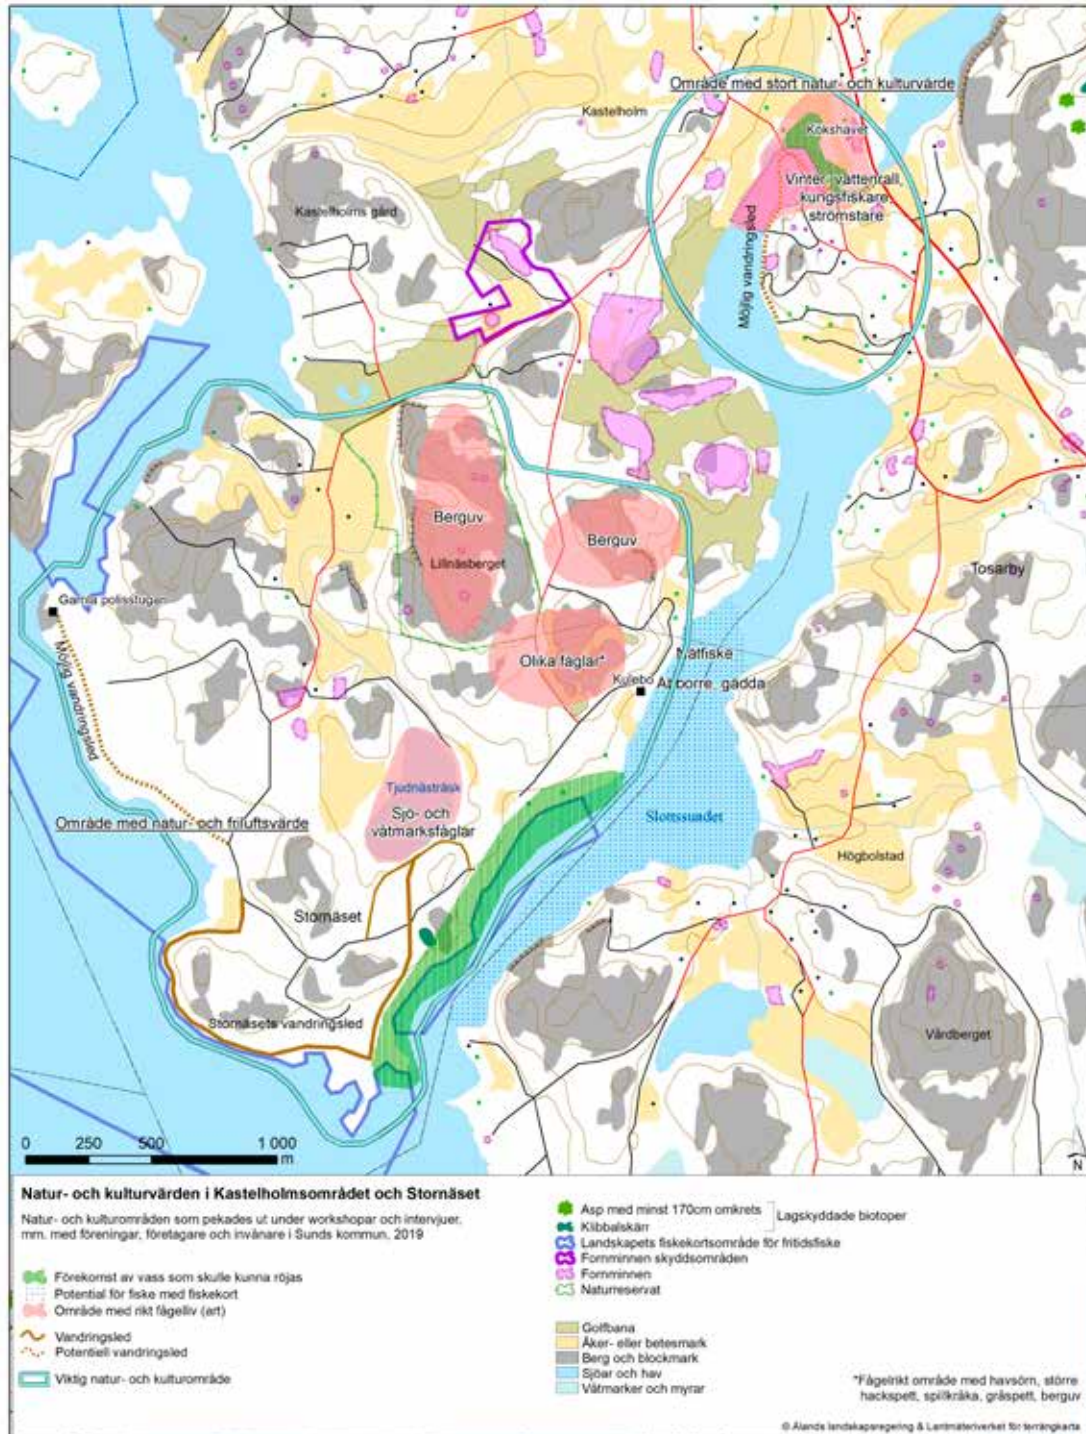 Område med stort natur- och kulturvärde
Kastelholm
Kökshavet
Vinter: vattenrall,
kungsfiskare,
strömstare
Kastelholms gård
Möjlig vandringsled
Berguv
Lillnäsberget
Berguv
Tosarby
Gamla polisstugan
Olika fåglar*
Nätfiske
Kulebo
Abborre, gädda
Möjlig vandringsled
Tjudnästräsk
Sjö- och
våtmarksfåglar
Område med natur- och friluftsvärde
Slottssundet
Högbolstad
Stornäset
Stornäsets vandringsled
Vårdberget
0 250 500 1 000
m
N
Natur- och kulturvärden i Kastelholmsområdet och Stornäset
Natur- och kulturområden som pekades ut under workshopar och intervjuer.
mm. med föreningar, företagare och invånare i Sunds kommun, 2019
Förekomst av vass som skulle kunna röjas
Potential för fiske med fiskekort
Område med rikt fågelliv (art)
Vandringsled
Potentiell vandringsled
Viktig natur- och kulturområde
Asp med minst 170cm omkrets
Klibbalskärr
Lagskyddade biotoper
Landskapets fiskekortsområde för fritidsfiske
Fornminnen skyddsområden
Fornminnen
Naturreservat
Golfbana
Åker- eller betesmark
Berg och blockmark
Sjöar och hav
Våtmarker och myrar
*Fågelrikt område med havsörn, större
hackspett, spillkråka, gråspett, berguv
© Ålands landskapsregering & Lantmäteriverket för terrängkarta